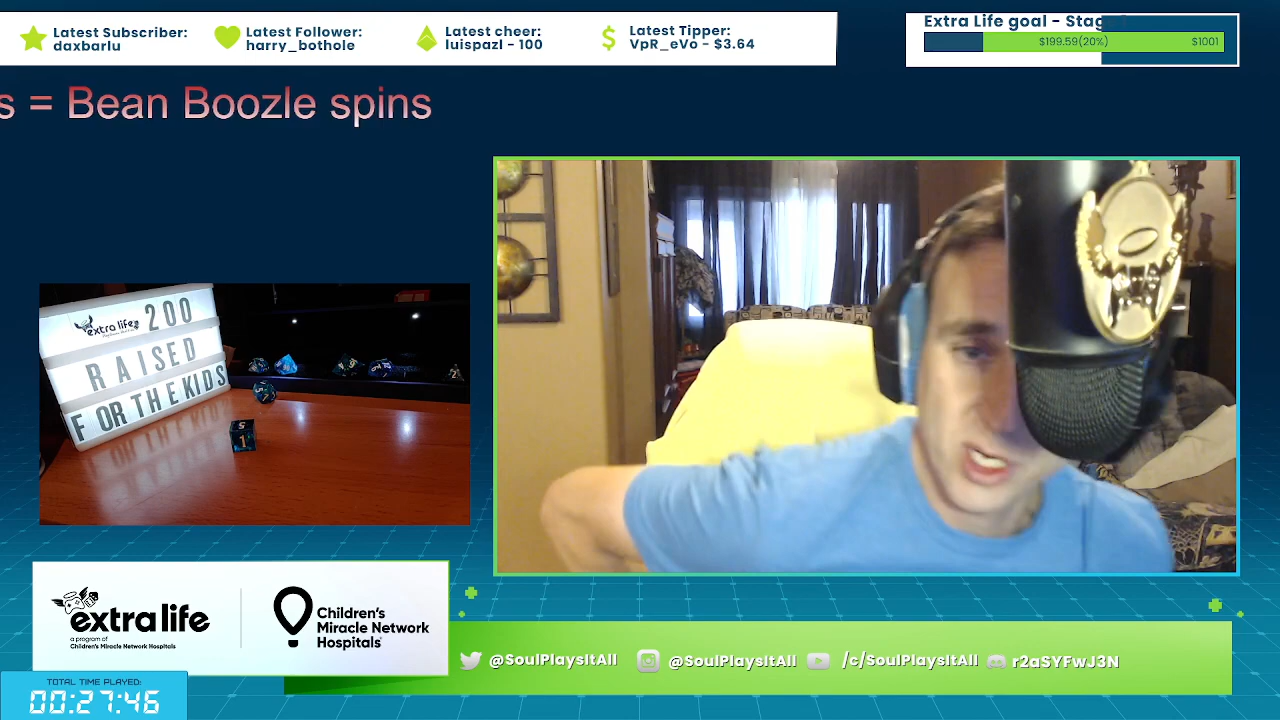 Latest Subscriber:
daxbarlu
Latest Follower:
harry_bothole
Latest cheer:
luispazl - 100
Latest Tipper:
VpR_eVo - $3.64
Extra Life goal - Stag
$199.59(20%) $1001
s = Bean Boozle spins
extra life
200
RAISED
FOR THE KIDS
5
1
extra life
a program of
Children's Miracle Network Hospitals
Children's
Miracle Network
Hospitals
@SoulPlaysItAll @SoulPlaysItAll /c/SoulPlaysItAll r2aSYFwJ3N
TOTAL TIME PLAYED:
00:27:46